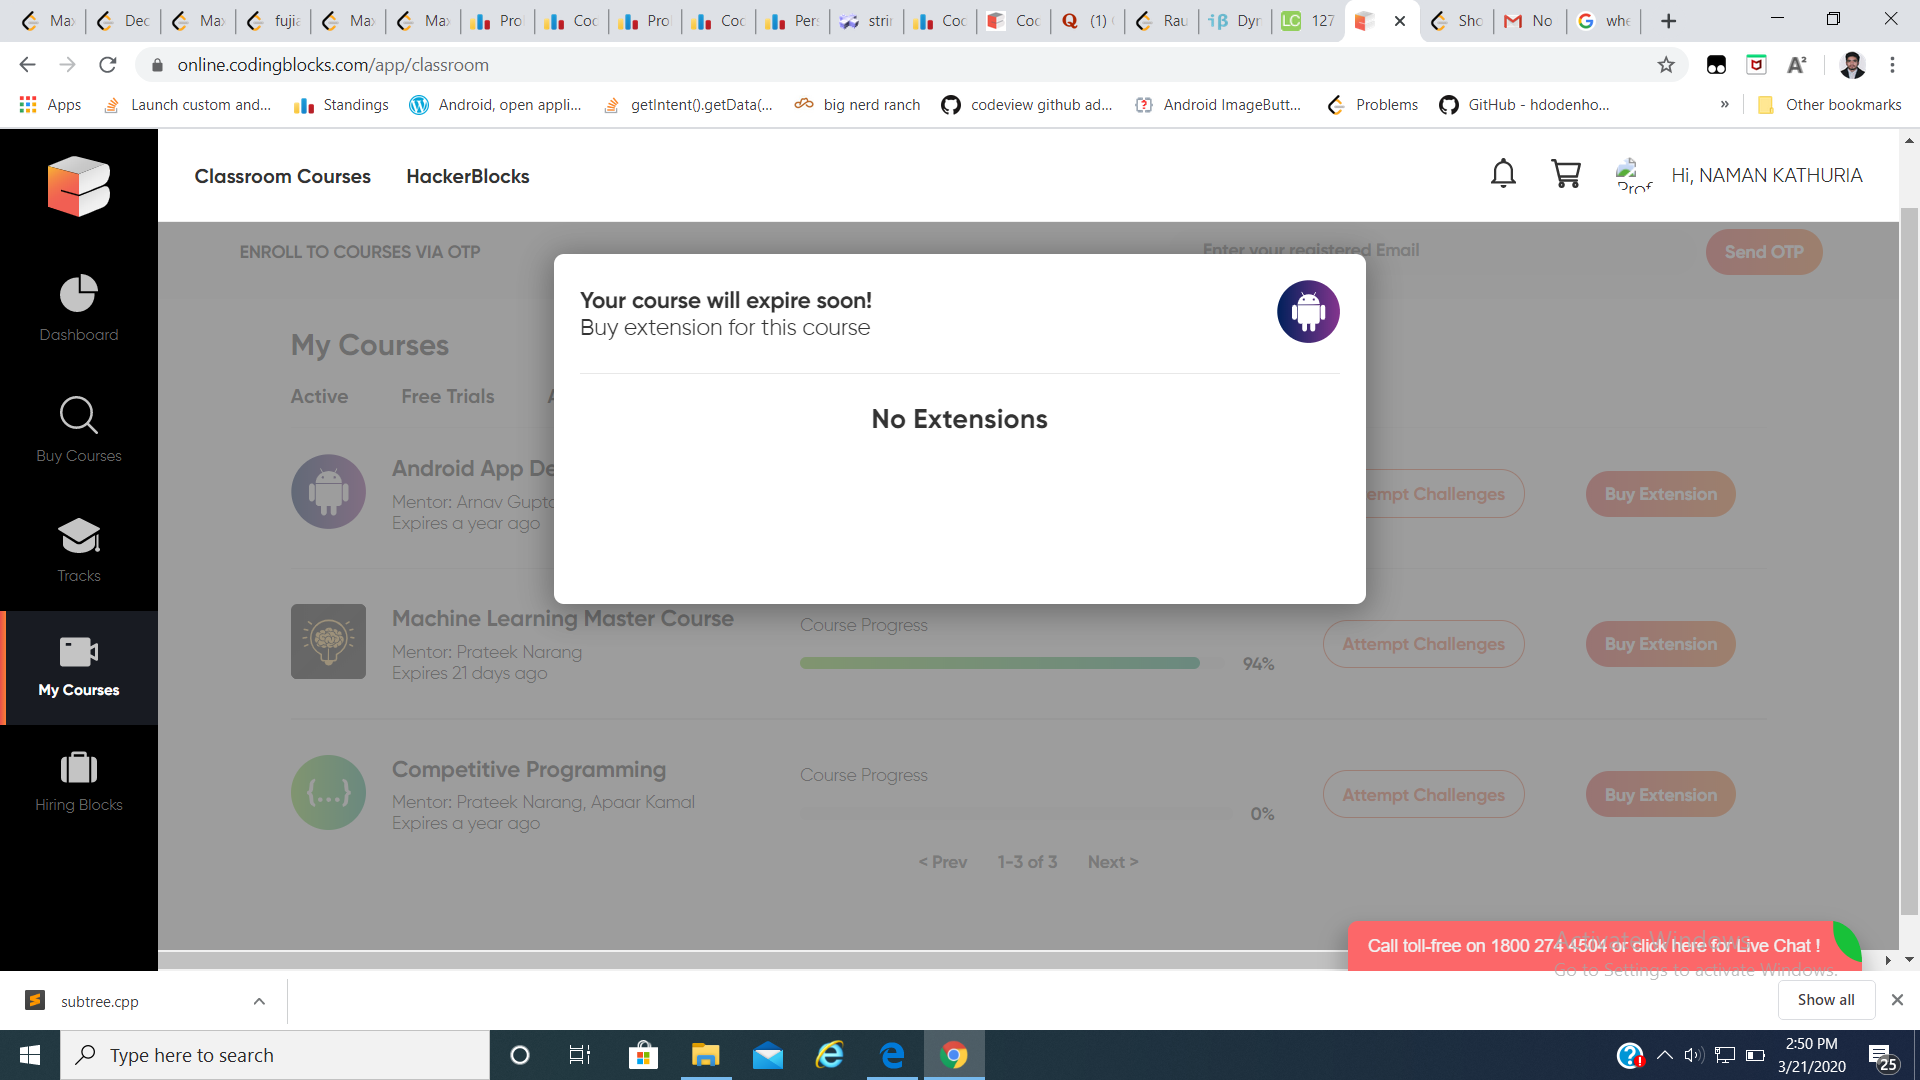 Max
Dec
Max
fujia
Max
Max
Pro
Coc
Pro
Coc
Per
strin
Coc
Coc
(1)
Rau
Dyn
127
Sho
No
whe
online.codingblocks.com/app/classroom
Apps
Launch custom and...
Standings
Android, open appli...
getIntent().getData(...
big nerd ranch
codeview github ad...
Android ImageButt...
Problems
GitHub - hdodenho...
»
Other bookmarks
Classroom Courses
HackerBlocks
Prof
Hi, NAMAN KATHURIA
ENROLL TO COURSES VIA OTP
Enter your registered Email
Send OTP
Your course will expire soon!
Buy extension for this course
No Extensions
Dashboard
Buy Courses
Tracks
My Courses
Hiring Blocks
My Courses
Active
Free Trials
Android App De
Mentor: Arnav Gupta
Expires a year ago
empt Challenges
Buy Extension
Machine Learning Master Course
Mentor: Prateek Narang
Expires 21 days ago
Course Progress
94%
Attempt Challenges
Buy Extension
Competitive Programming
Mentor: Prateek Narang, Apaar Kamal
Expires a year ago
Course Progress
0%
Attempt Challenges
Buy Extension
< Prev
1-3 of 3
Next >
Call toll-free on 1800 274 4504 or click here for Live Chat !
Activate Windows
Go to Settings to activate Windows.
subtree.cpp
Show all
Type here to search
2:50 PM
3/21/2020
25